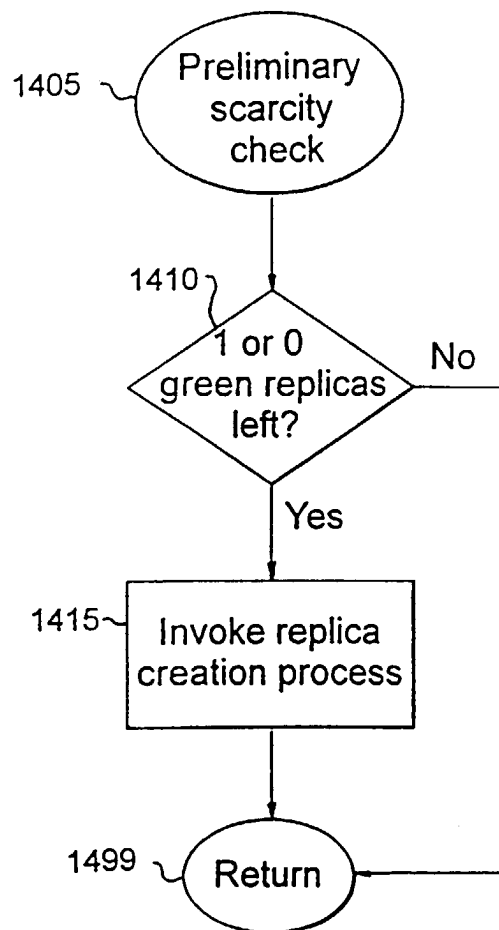 1405
Preliminary
scarcity
check
1410
1 or 0
green replicas
left?
No
Yes
1415
Invoke replica
creation process
1499
Return